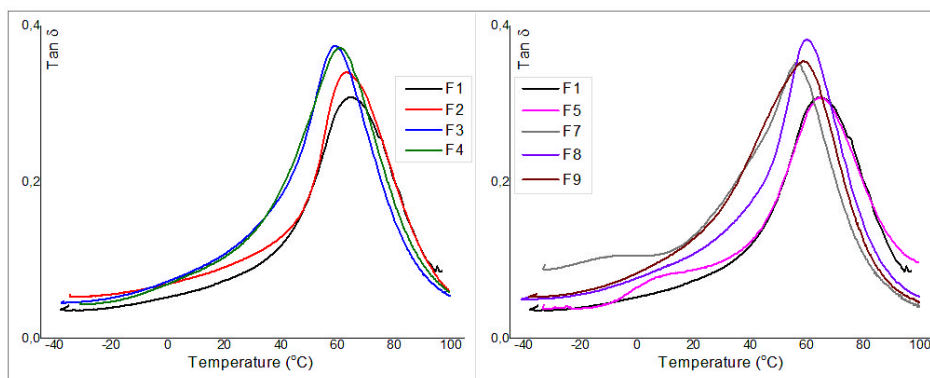 Tan δ
0,4
0,2
0,0
-40 -20 0 20 40 60 80 100
Temperature (°C)
F1
F2
F3
F4
Tan δ
0,4
0,2
0,0
-40 -20 0 20 40 60 80 100
Temperature (°C)
F1
F5
F7
F8
F9